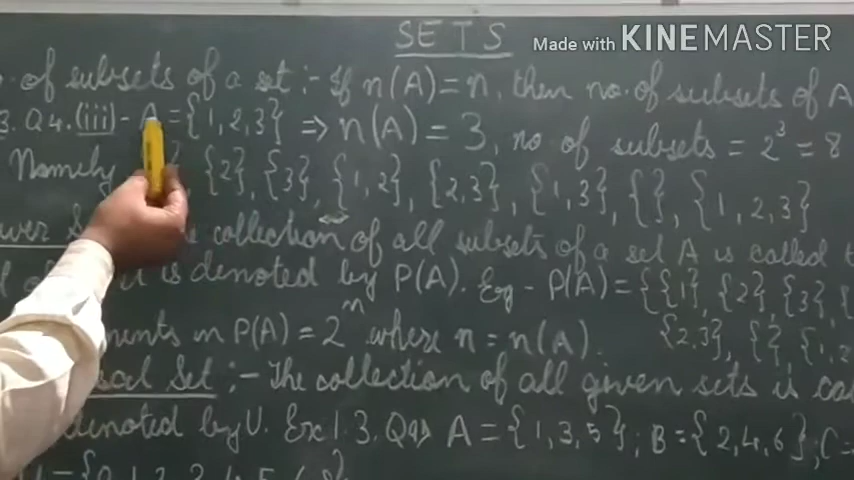 SETS
Made with KINEMASTER
of subsets of a set :- If n(A) = n, then no. of subsets of A
3. Q4. (iii) - A = {1,2,3} ⇒ n(A) = 3, no of subsets = 2³ = 8
Namely {2}, {3}, {1,2}, {2,3}, {1,3}, { }, {1,2,3}
collection of all subsets of a set A is called
it is denoted by P(A). Eg - P(A) = {{1}, {2}, {3}, {
in P(A) = 2ⁿ where n = n(A). {2,3}, { }, {1,2
Set :- The collection of all given sets is
denoted by U. Ex 1.3. Q A = {1,3,5}; B = {2,4,6}; C =